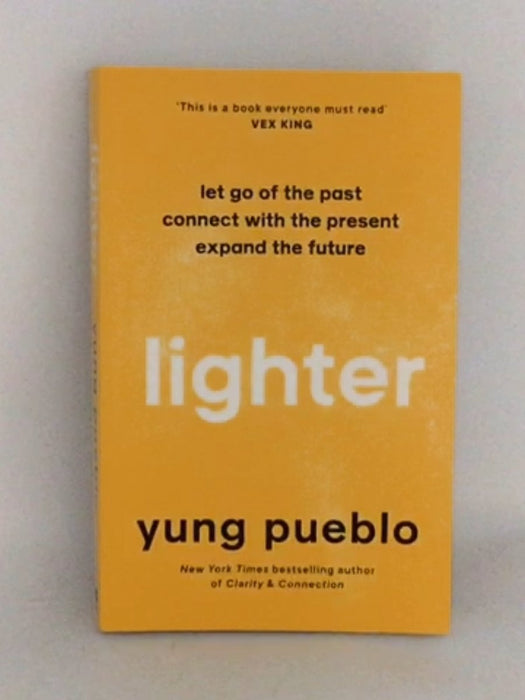 'This is a book everyone must read'
VEX KING
let go of the past
connect with the present
expand the future
lighter
yung pueblo
New York Times bestselling author
of Clarity & Connection